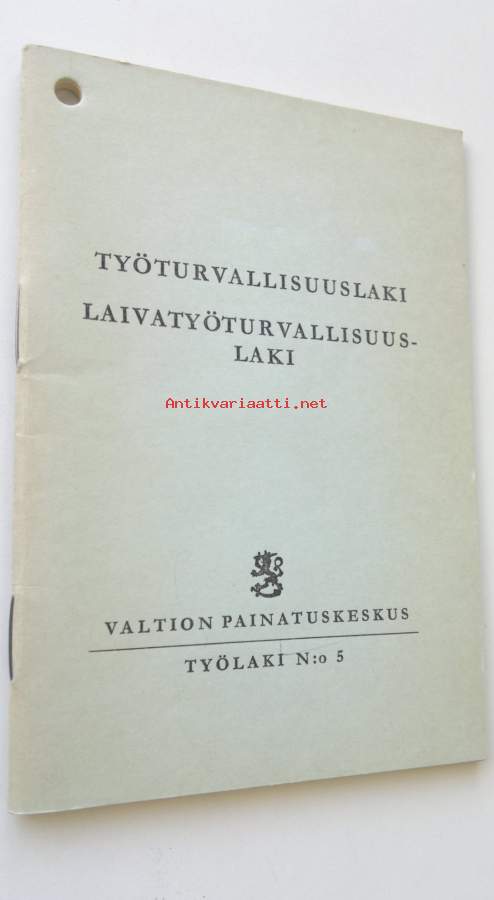 TYÖTURVALLISUUSLAKI
LAIVATYÖTURVALLISUUS-
LAKI
Antikvariaatti.net
VALTION PAINATUSKESKUS
TYÖLAKI N:o 5